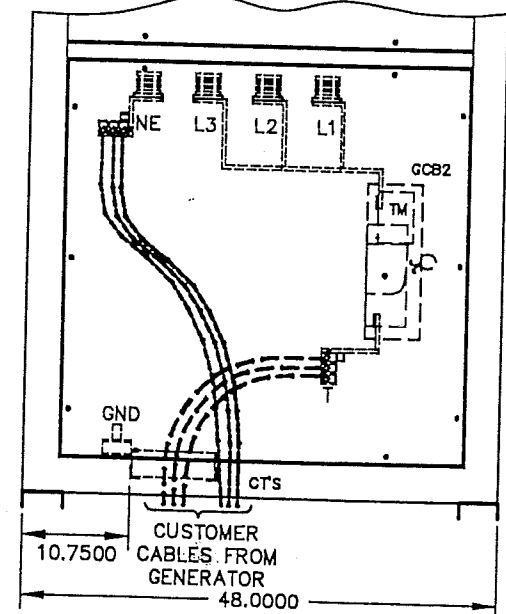 NE L3 L2 L1
GCB2
TM
GND
CT'S
CUSTOMER
CABLES FROM
GENERATOR
10.7500
48.0000